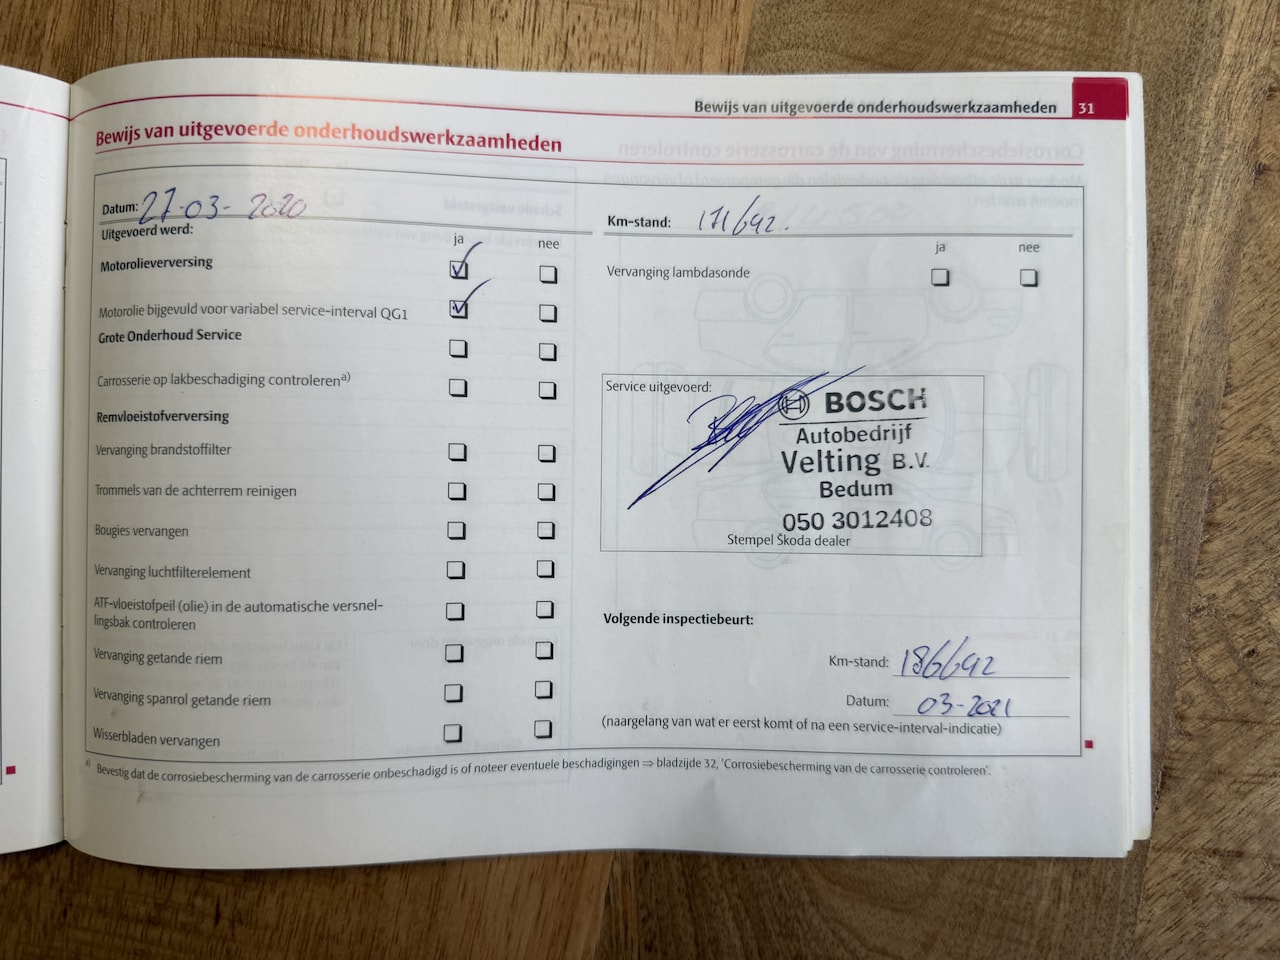 Bewijs van uitgevoerde onderhoudswerkzaamheden 31
Bewijs van uitgevoerde onderhoudswerkzaamheden
Datum: 27-03-2020
Km-stand: 171692.
Uitgevoerd werd:
ja nee
ja nee
Motorolieverversing
Vervanging lambdasonde
Motorolie bijgevuld voor variabel service-interval QG1
Grote Onderhoud Service
Carrosserie op lakbeschadiging controleren a)
Remvloeistofverversing
Vervanging brandstoffilter
Trommels van de achterrem reinigen
Bougies vervangen
Vervanging luchtfilterelement
ATF-vloeistofpeil (olie) in de automatische versnel-
lingsbak controleren
Vervanging getande riem
Vervanging spanrol getande riem
Wisserbladen vervangen
Service uitgevoerd:
BOSCH
Autobedrijf
Velting B.V.
Bedum
050 3012408
Stempel Škoda dealer
Volgende inspectiebeurt:
Km-stand: 186692
Datum: 03-2021
(naargelang van wat er eerst komt of na een service-interval-indicatie)
a) Bevestig dat de corrosiebescherming van de carrosserie onbeschadigd is of noteer eventuele beschadigingen ⇒ bladzijde 32, 'Corrosiebescherming van de carrosserie controleren'.